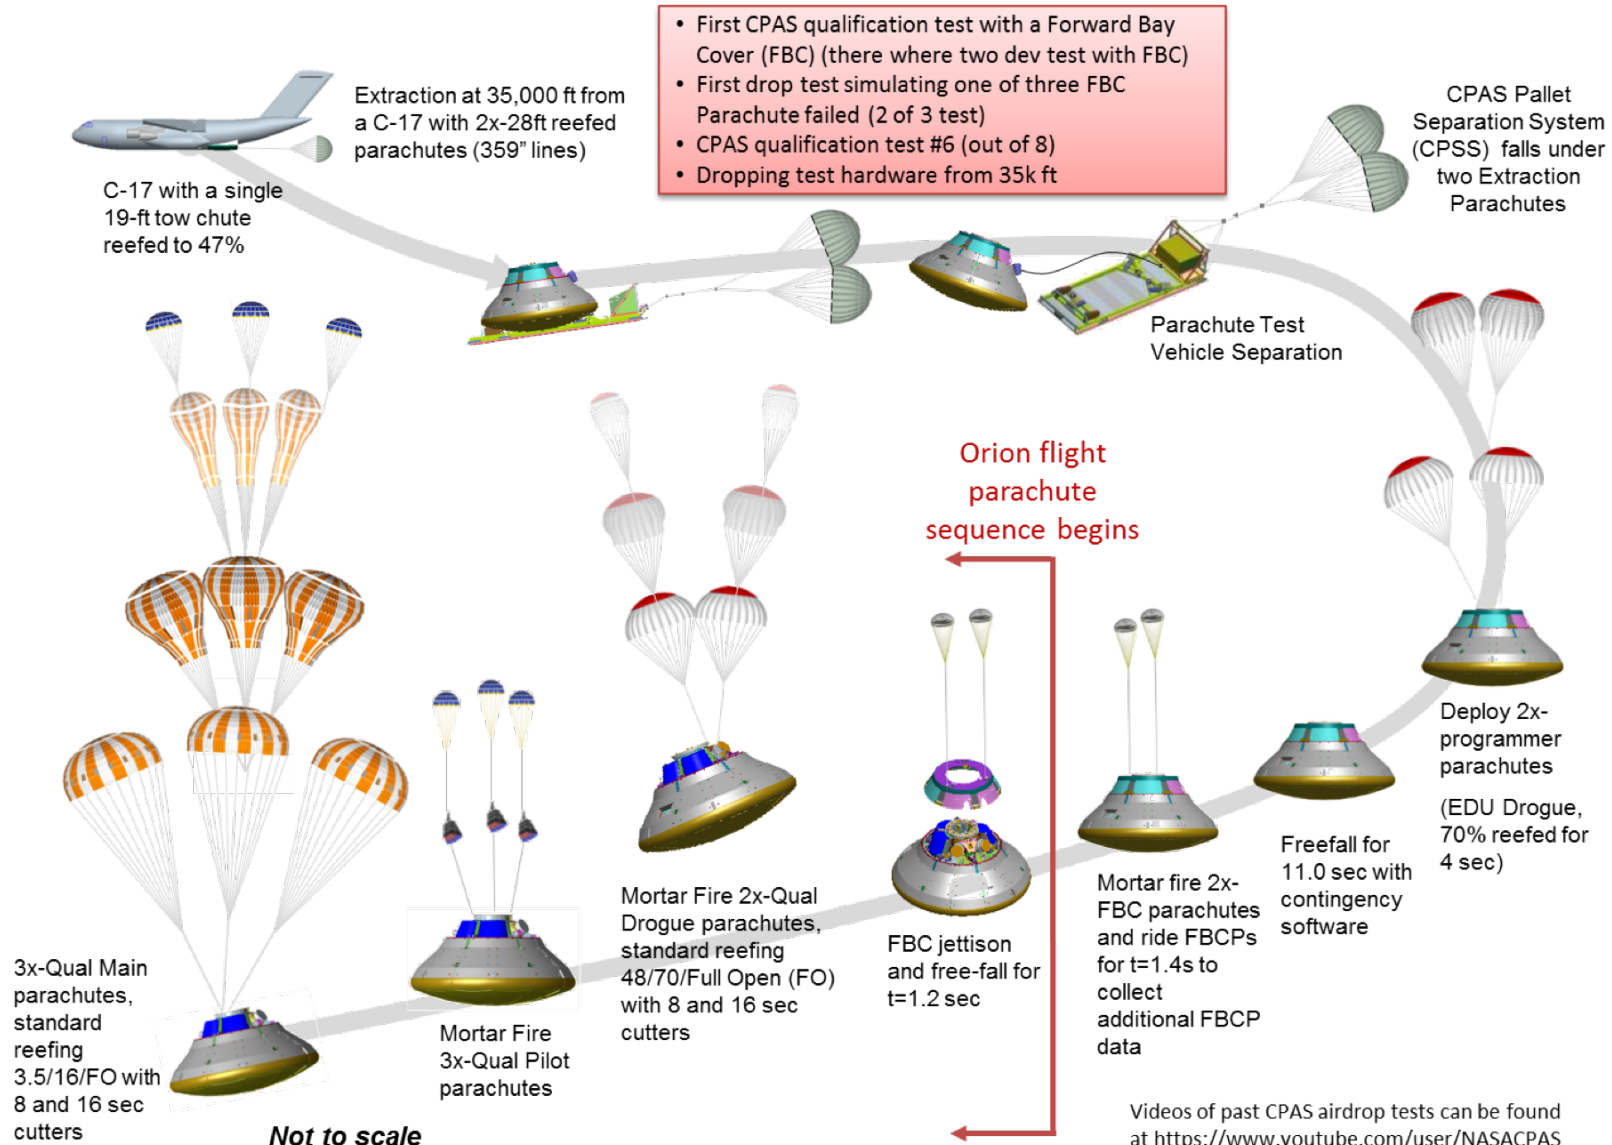 • First CPAS qualification test with a Forward Bay
Cover (FBC) (there where two dev test with FBC)
• First drop test simulating one of three FBC
Parachute failed (2 of 3 test)
• CPAS qualification test #6 (out of 8)
• Dropping test hardware from 35k ft
Extraction at 35,000 ft from
a C-17 with 2x-28ft reefed
parachutes (359” lines)
C-17 with a single
19-ft tow chute
reefed to 47%
CPAS Pallet
Separation System
(CPSS) falls under
two Extraction
Parachutes
Parachute Test
Vehicle Separation
Orion flight
parachute
sequence begins
Deploy 2x-
programmer
parachutes
(EDU Drogue,
70% reefed for
4 sec)
Freefall for
11.0 sec with
contingency
software
Mortar fire 2x-
FBC parachutes
and ride FBCPs
for t=1.4s to
collect
additional FBCP
data
FBC jettison
and free-fall for
t=1.2 sec
Mortar Fire 2x-Qual
Drogue parachutes,
standard reefing
48/70/Full Open (FO)
with 8 and 16 sec
cutters
Mortar Fire
3x-Qual Pilot
parachutes
3x-Qual Main
parachutes,
standard
reefing
3.5/16/FO with
8 and 16 sec
cutters
Not to scale
Videos of past CPAS airdrop tests can be found
at https://www.youtube.com/user/NASACPAS